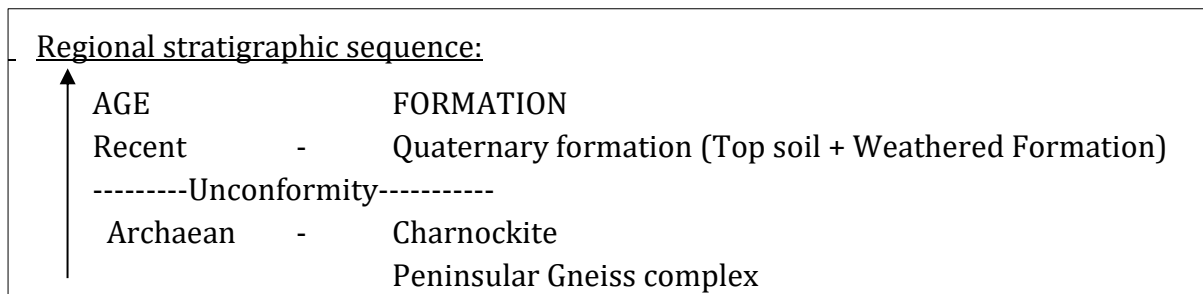 Regional stratigraphic sequence:
AGE FORMATION
Recent - Quaternary formation (Top soil + Weathered Formation)
---------Unconformity-----------
Archaean - Charnockite
Peninsular Gneiss complex